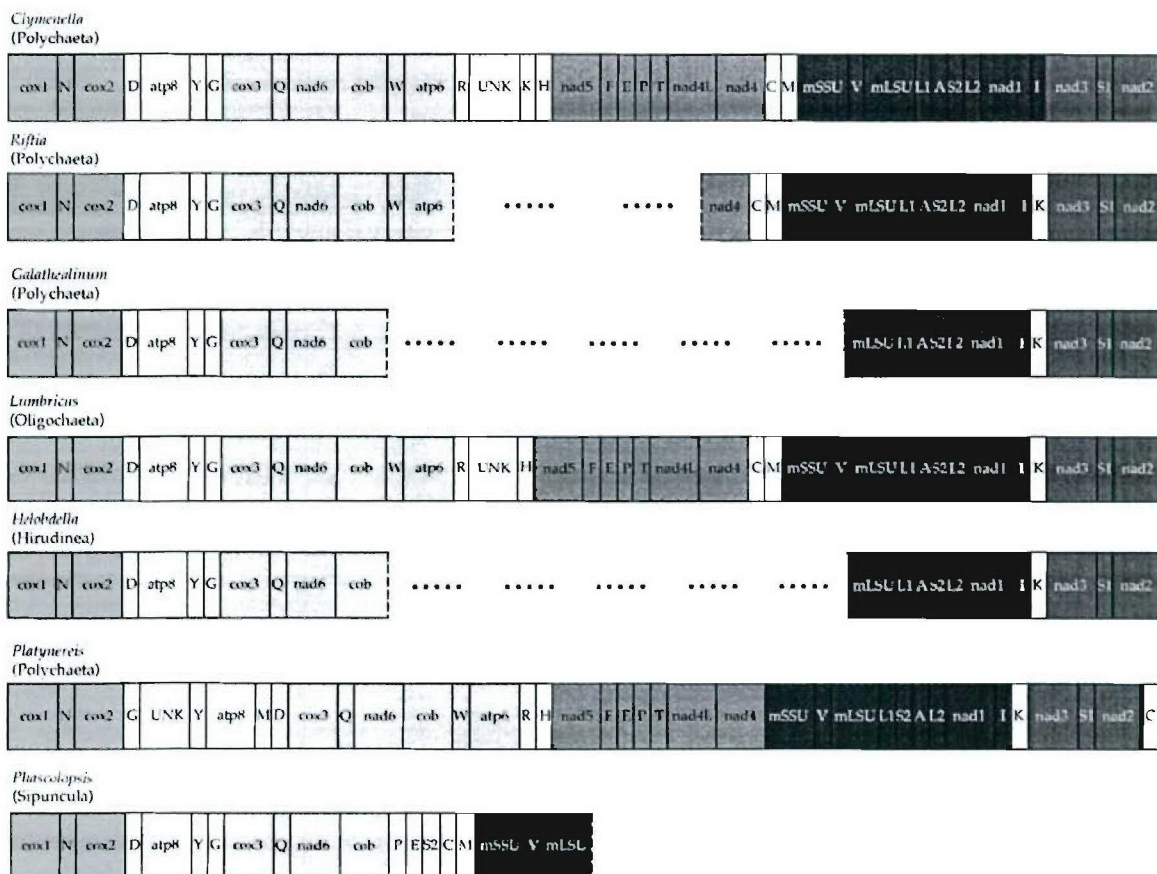 Clymenella
(Polychaeta)
cox1 N cox2 D atp8 Y G cox3 Q nad6 cob W atp6 R UNK K H nad5 F E P T nad4L nad4 C M mSSU V mLSU L1 A S2 L2 nad1 I nad3 S1 nad2
Riftia
(Polychaeta)
cox1 N cox2 D atp8 Y G cox3 Q nad6 cob W atp6 nad4 C M mSSU V mLSU L1 A S2 L2 nad1 I K nad3 S1 nad2
Galathealinum
(Polychaeta)
cox1 N cox2 D atp8 Y G cox3 Q nad6 cob mLSU L1 A S2 L2 nad1 I K nad3 S1 nad2
Lumbricus
(Oligochaeta)
cox1 N cox2 D atp8 Y G cox3 Q nad6 cob W atp6 R UNK H nad5 F E P T nad4L nad4 C M mSSU V mLSU L1 A S2 L2 nad1 I K nad3 S1 nad2
Helobdella
(Hirudinea)
cox1 N cox2 D atp8 Y G cox3 Q nad6 cob mLSU L1 A S2 L2 nad1 I K nad3 S1 nad2
Platynereis
(Polychaeta)
cox1 N cox2 G UNK Y atp8 M D cox3 Q nad6 cob W atp6 R H nad5 F E P T nad4L nad4 mSSU V mLSU L1 S2 A L2 nad1 I K nad3 S1 nad2 C
Phascolopsis
(Sipuncula)
cox1 N cox2 D atp8 Y G cox3 Q nad6 cob P E S2 C M mSSU V mLSU